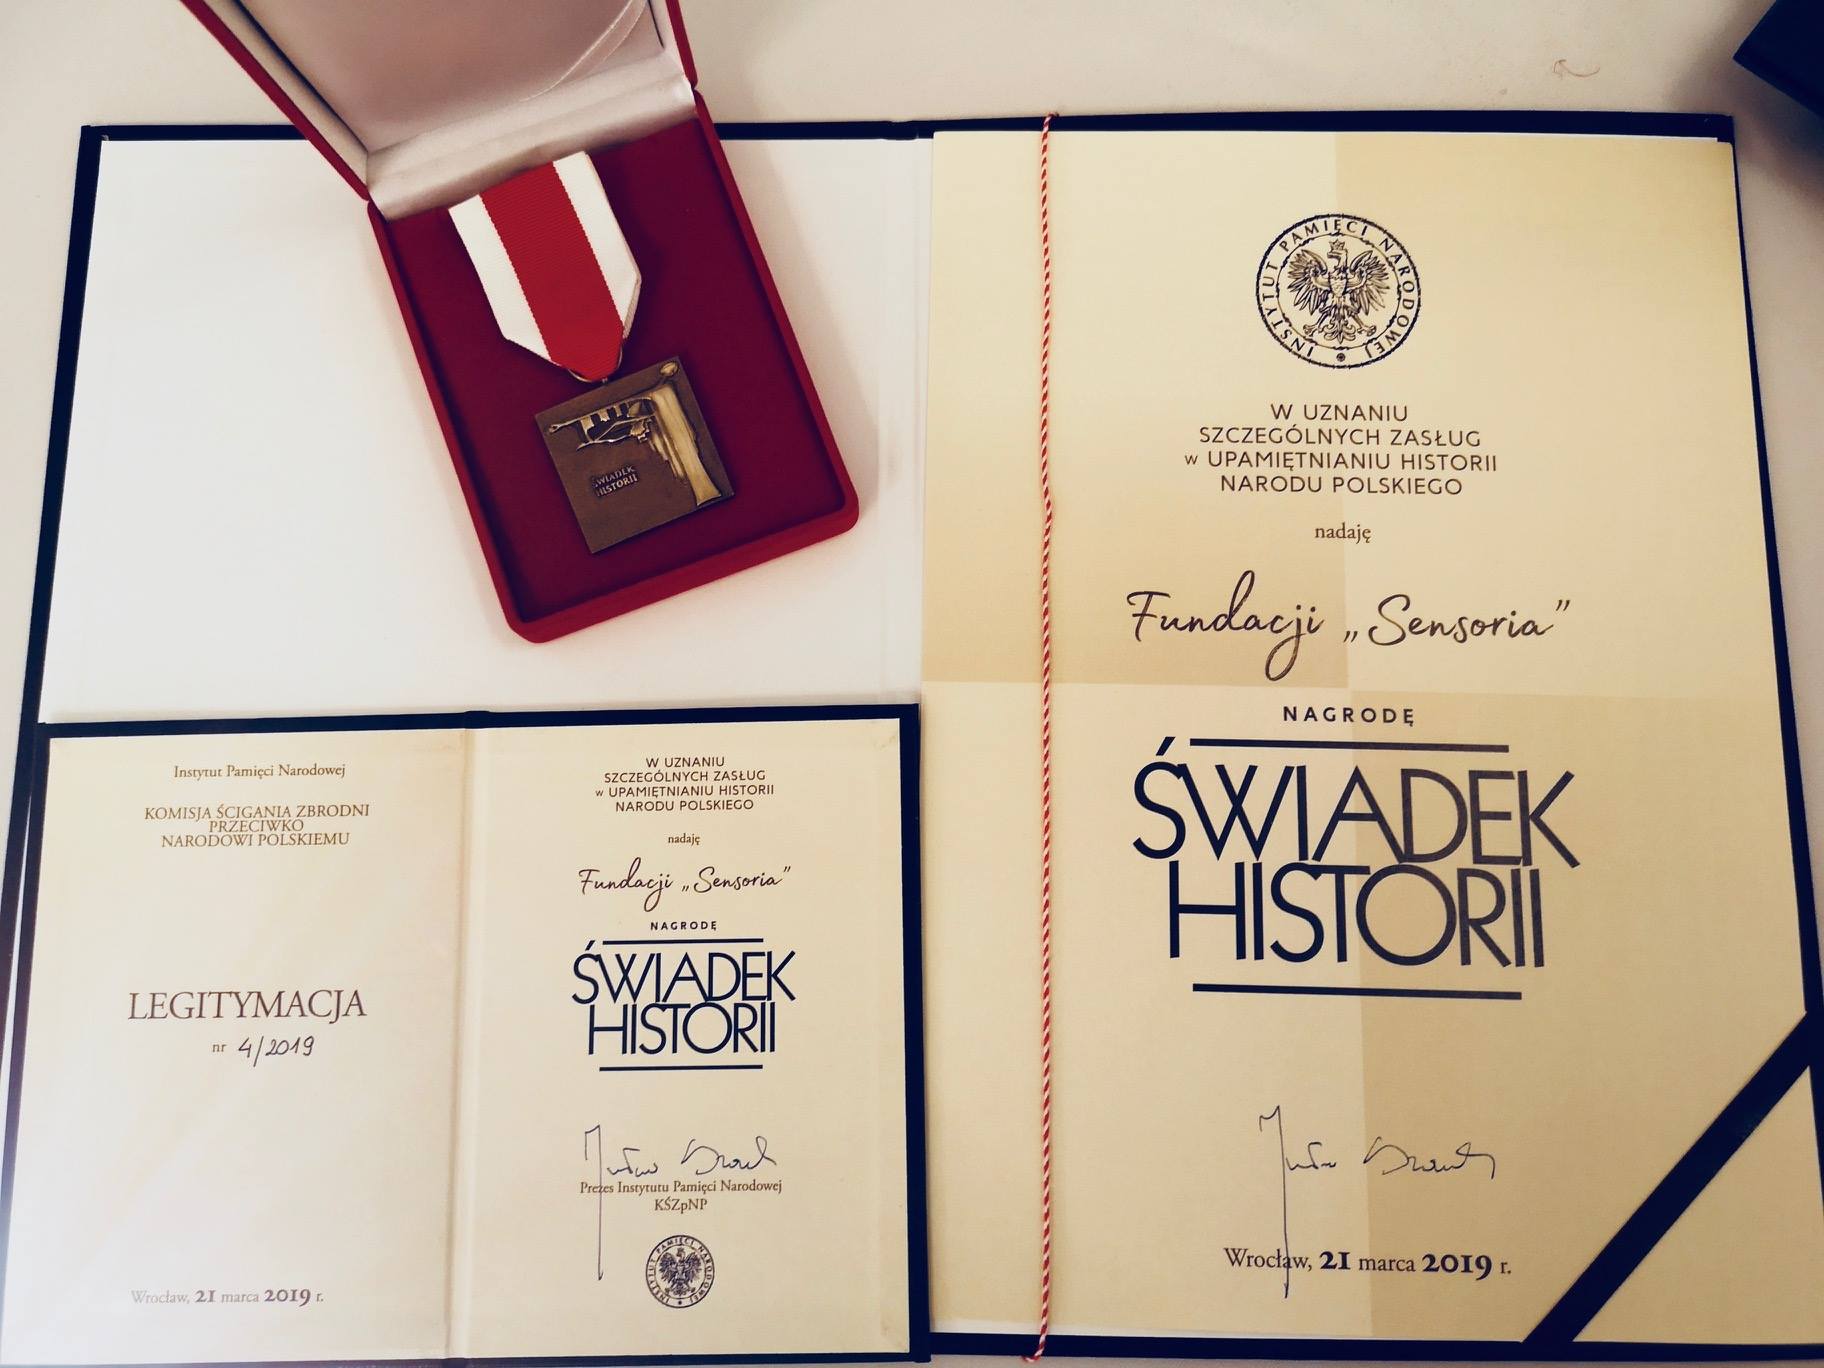 ŚWIADEK
HISTORII
Instytut Pamięci Narodowej
KOMISJA ŚCIGANIA ZBRODNI
PRZECIWKO
NARODOWI POLSKIEMU
LEGITYMACJA
nr 4/2019
Wrocław, 21 marca 2019 r.
W UZNANIU
SZCZEGÓLNYCH ZASŁUG
w UPAMIĘTNIANIU HISTORII
NARODU POLSKIEGO
nadaję
Fundacji „Sensoria”
NAGRODĘ
ŚWIADEK
HISTORII
Prezes Instytutu Pamięci Narodowej
KŚZpNP
INSTYTUT PAMIĘCI NARODOWEJ
INSTYTUT PAMIĘCI NARODOWEJ
W UZNANIU
SZCZEGÓLNYCH ZASŁUG
w UPAMIĘTNIANIU HISTORII
NARODU POLSKIEGO
nadaję
Fundacji „Sensoria”
NAGRODĘ
ŚWIADEK
HISTORII
Wrocław, 21 marca 2019 r.